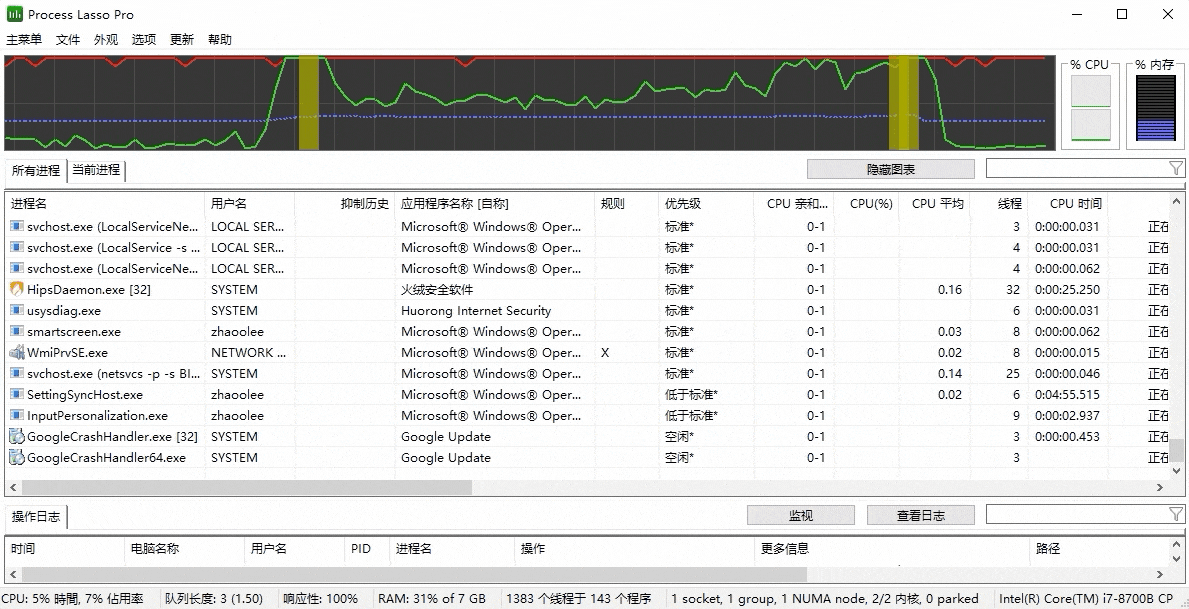 Process Lasso Pro
主菜单 文件 外观 选项 更新 帮助
% CPU % 内存
所有进程 当前进程 隐藏图表
进程名 用户名 抑制历史 应用程序名称 [自称] 规则 优先级 CPU 亲和... CPU(%) CPU 平均 线程 CPU 时间
svchost.exe (LocalServiceNe... LOCAL SER... Microsoft® Windows® Oper... 标准* 0-1 3 0:00:00.031 正在
svchost.exe (LocalService -s ... LOCAL SER... Microsoft® Windows® Oper... 标准* 0-1 4 0:00:00.031 正在
svchost.exe (LocalServiceNe... LOCAL SER... Microsoft® Windows® Oper... 标准* 0-1 4 0:00:00.062 正在
HipsDaemon.exe [32] SYSTEM 火绒安全软件 标准* 0-1 0.16 32 0:00:25.250 正在
usysdiag.exe SYSTEM Huorong Internet Security 标准* 0-1 6 0:00:00.031 正在
smartscreen.exe zhaoolee Microsoft® Windows® Oper... 标准* 0-1 0.03 8 0:00:00.062 正在
WmiPrvSE.exe NETWORK ... Microsoft® Windows® Oper... X 标准* 0-1 0.02 8 0:00:00.015 正在
svchost.exe (netsvcs -p -s BI... SYSTEM Microsoft® Windows® Oper... 标准* 0-1 0.14 25 0:00:00.046 正在
SettingSyncHost.exe zhaoolee Microsoft® Windows® Oper... 低于标准* 0-1 0.02 6 0:04:55.515 正在
InputPersonalization.exe zhaoolee Microsoft® Windows® Oper... 低于标准* 0-1 9 0:00:02.937 正在
GoogleCrashHandler.exe [32] SYSTEM Google Update 空闲* 0-1 3 0:00:00.453 正在
GoogleCrashHandler64.exe SYSTEM Google Update 空闲* 0-1 3 正在
操作日志 监视 查看日志
时间 电脑名称 用户名 PID 进程名 操作 更多信息 路径
CPU: 5% 時間, 7% 佔用率 队列长度: 3 (1.50) 响应性: 100% RAM: 31% of 7 GB 1383 个线程于 143 个程序 1 socket, 1 group, 1 NUMA node, 2/2 内核, 0 parked Intel(R) Core(TM) i7-8700B CP